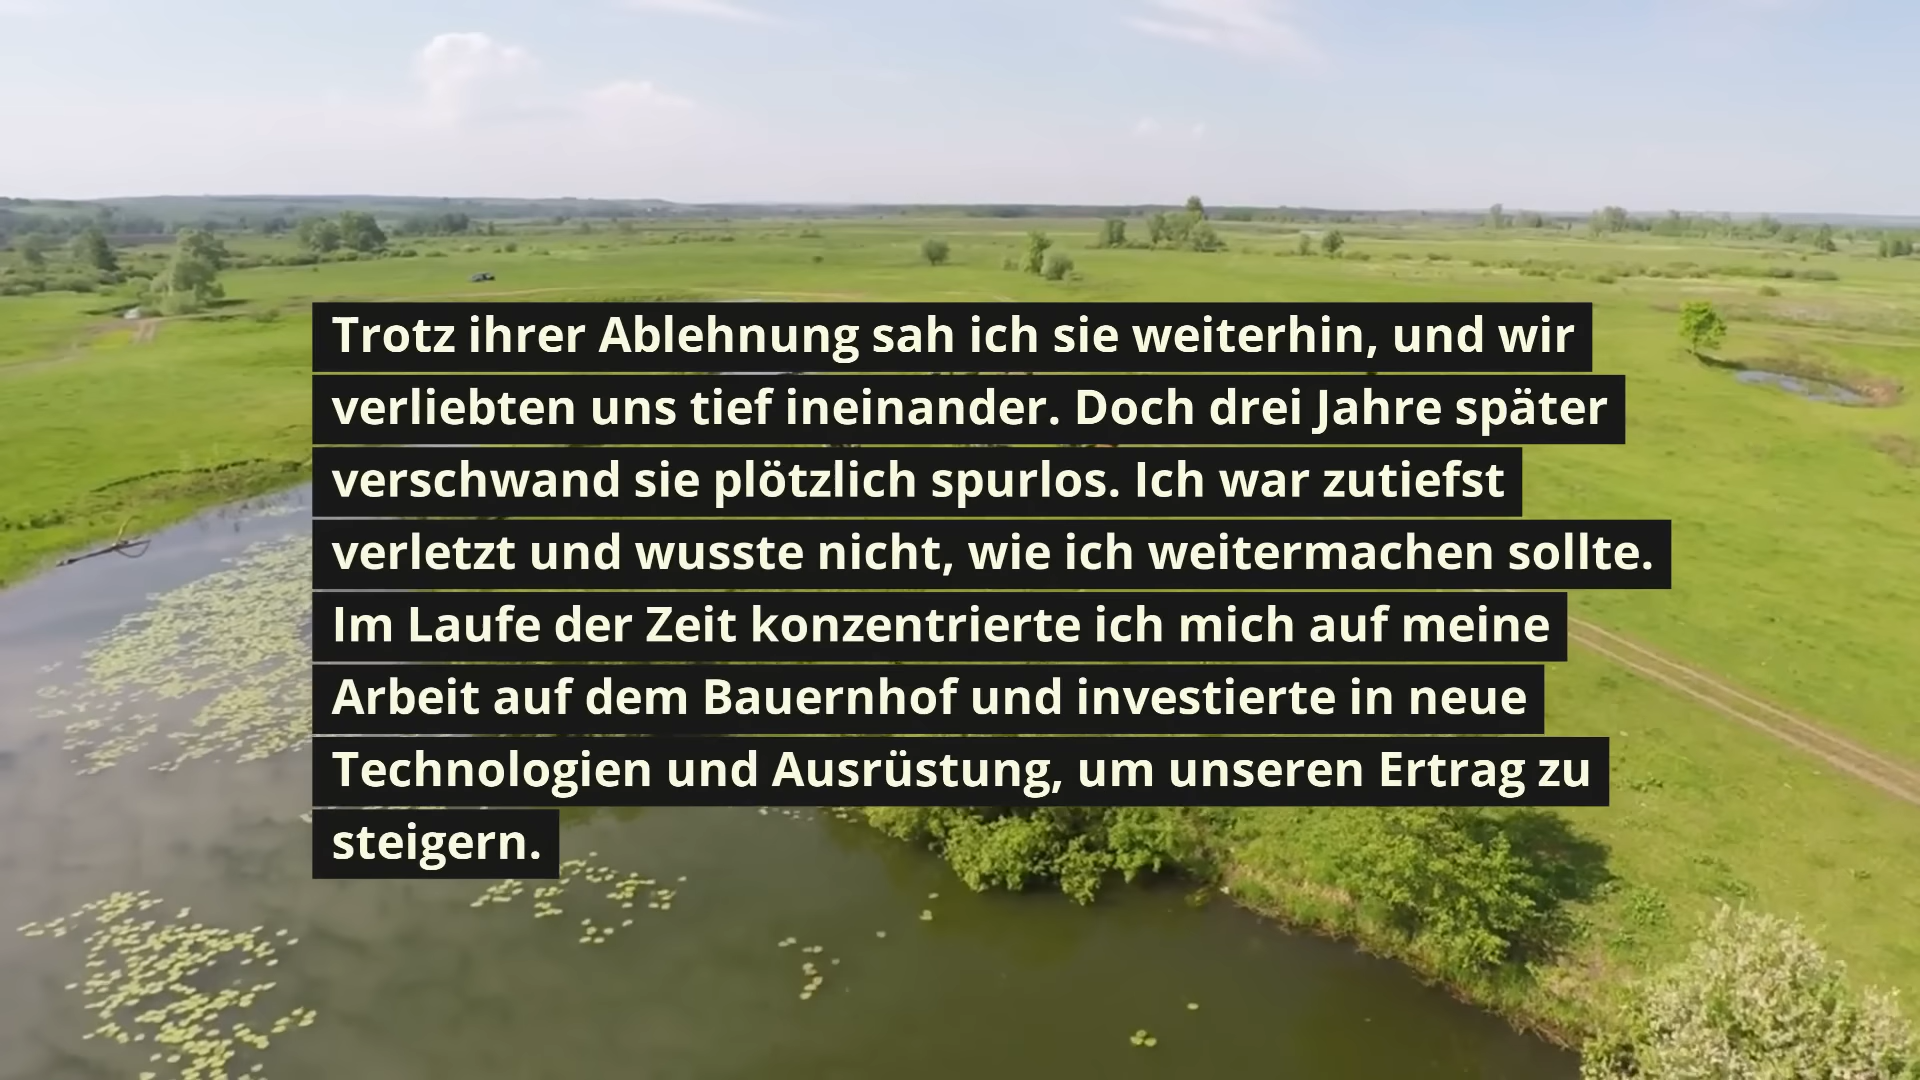 Trotz ihrer Ablehnung sah ich sie weiterhin, und wir
verliebten uns tief ineinander. Doch drei Jahre später
verschwand sie plötzlich spurlos. Ich war zutiefst
verletzt und wusste nicht, wie ich weitermachen sollte.
Im Laufe der Zeit konzentrierte ich mich auf meine
Arbeit auf dem Bauernhof und investierte in neue
Technologien und Ausrüstung, um unseren Ertrag zu
steigern.